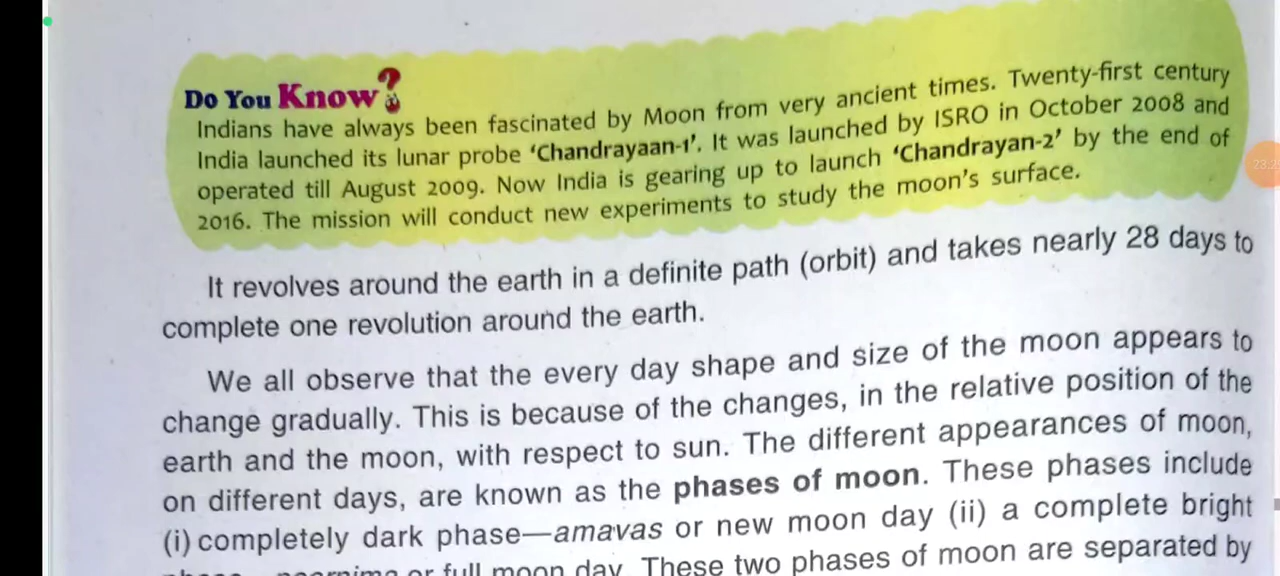 Do You Know?
Indians have always been fascinated by Moon from very ancient times. Twenty-first century
India launched its lunar probe ‘Chandrayaan-1’. It was launched by ISRO in October 2008 and
operated till August 2009. Now India is gearing up to launch ‘Chandrayan-2’ by the end of
2016. The mission will conduct new experiments to study the moon's surface.
It revolves around the earth in a definite path (orbit) and takes nearly 28 days to
complete one revolution around the earth.
We all observe that the every day shape and size of the moon appears to
change gradually. This is because of the changes, in the relative position of the
earth and the moon, with respect to sun. The different appearances of moon,
on different days, are known as the phases of moon. These phases include
(i) completely dark phase—amavas or new moon day (ii) a complete bright
or full moon day. These two phases of moon are separated by